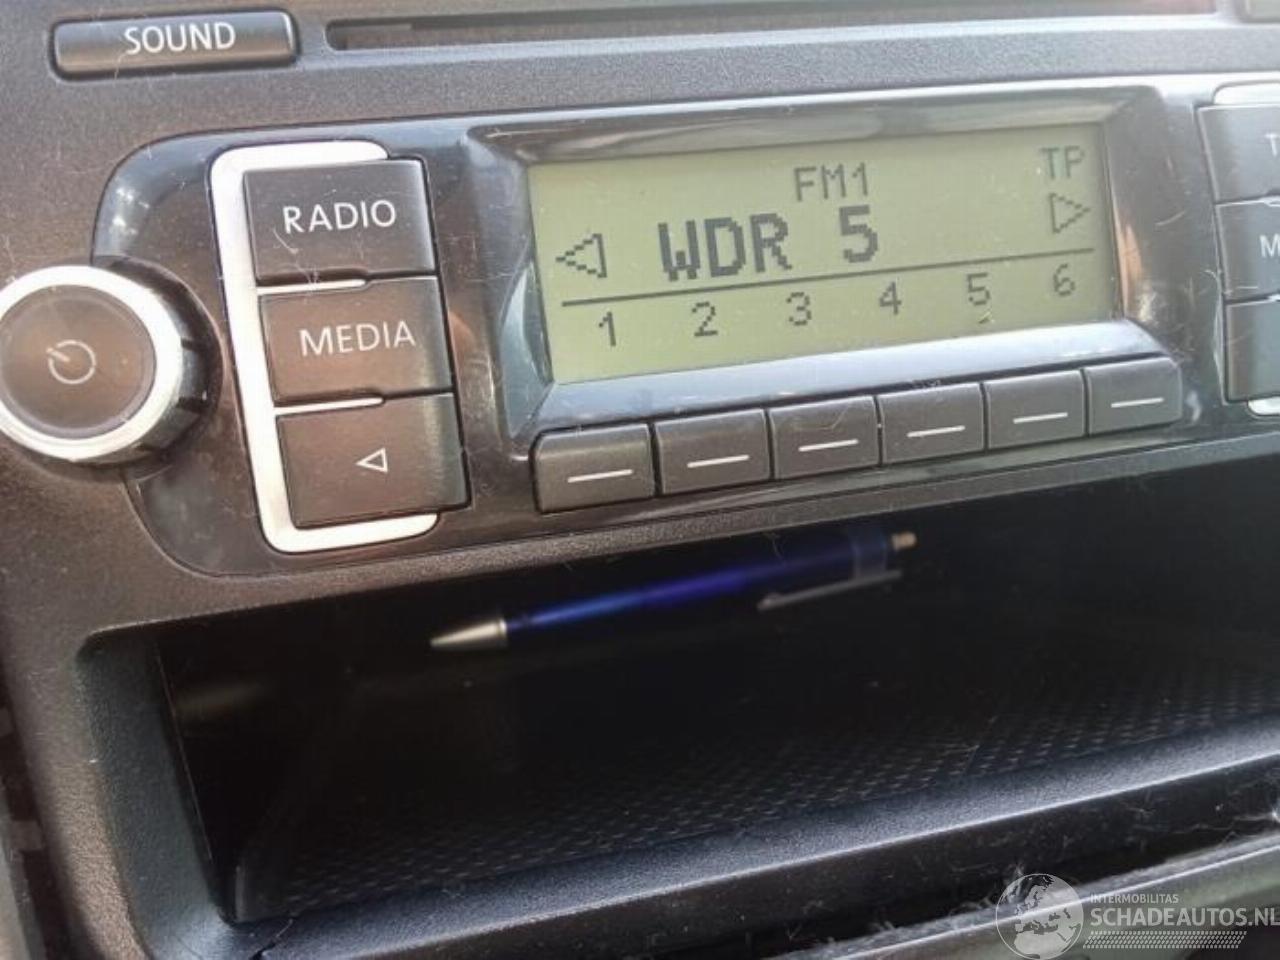 SOUND
RADIO
MEDIA
FM1
TP
WDR 5
1 2 3 4 5 6
T
M
INTERMOBILITAS
SCHADEAUTOS.NL